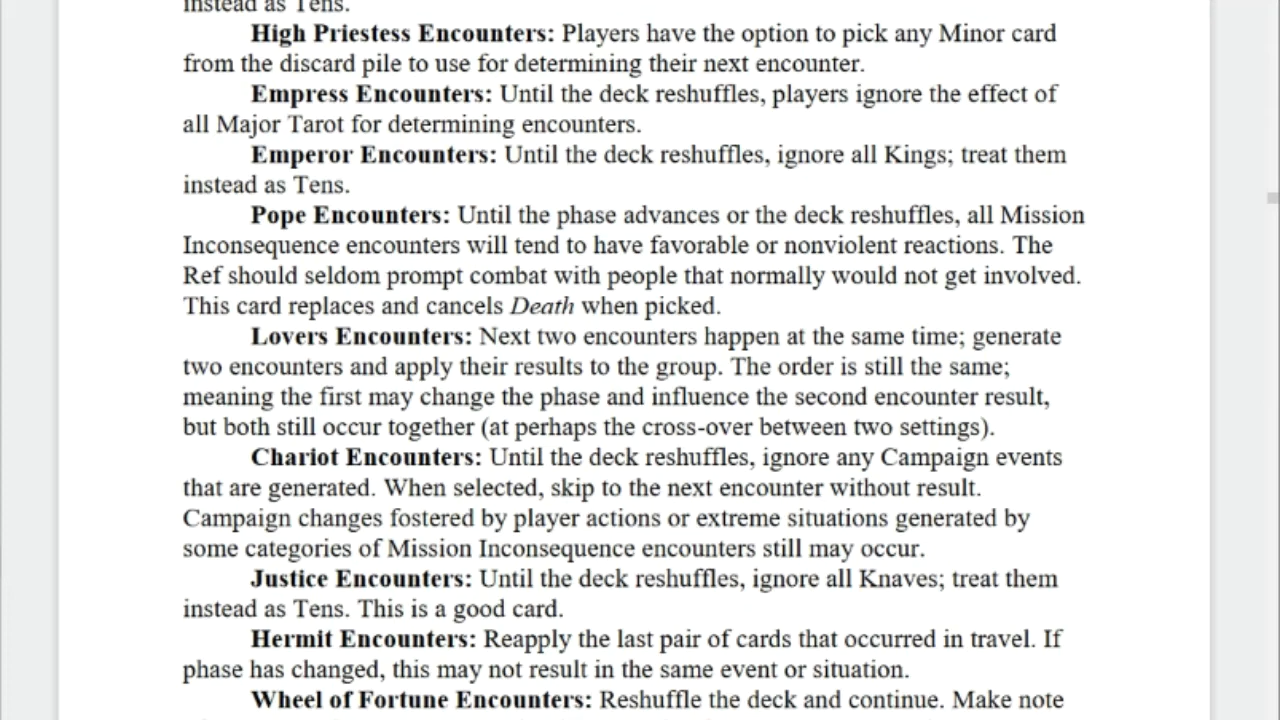 instead as Tens.
High Priestess Encounters: Players have the option to pick any Minor card
from the discard pile to use for determining their next encounter.
Empress Encounters: Until the deck reshuffles, players ignore the effect of
all Major Tarot for determining encounters.
Emperor Encounters: Until the deck reshuffles, ignore all Kings; treat them
instead as Tens.
Pope Encounters: Until the phase advances or the deck reshuffles, all Mission
Inconsequence encounters will tend to have favorable or nonviolent reactions. The
Ref should seldom prompt combat with people that normally would not get involved.
This card replaces and cancels Death when picked.
Lovers Encounters: Next two encounters happen at the same time; generate
two encounters and apply their results to the group. The order is still the same;
meaning the first may change the phase and influence the second encounter result,
but both still occur together (at perhaps the cross-over between two settings).
Chariot Encounters: Until the deck reshuffles, ignore any Campaign events
that are generated. When selected, skip to the next encounter without result.
Campaign changes fostered by player actions or extreme situations generated by
some categories of Mission Inconsequence encounters still may occur.
Justice Encounters: Until the deck reshuffles, ignore all Knaves; treat them
instead as Tens. This is a good card.
Hermit Encounters: Reapply the last pair of cards that occurred in travel. If
phase has changed, this may not result in the same event or situation.
Wheel of Fortune Encounters: Reshuffle the deck and continue. Make note